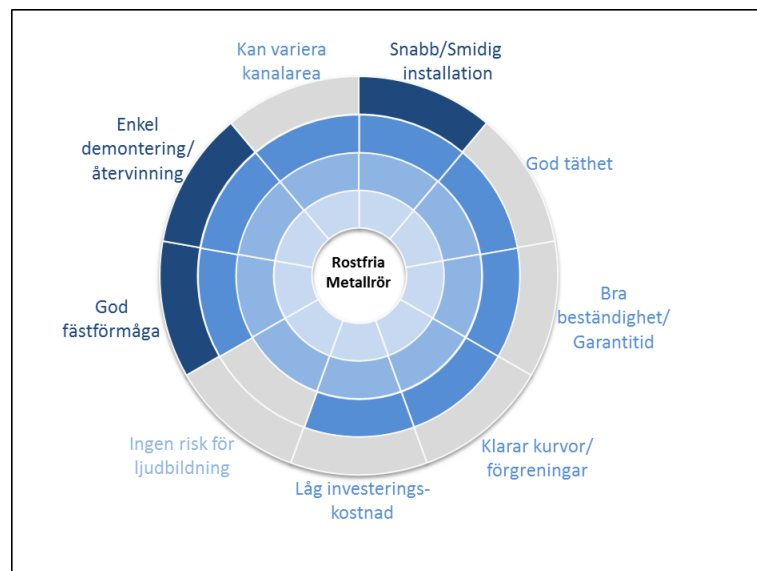 Kan variera
kanalarea
Snabb/Smidig
installation
Enkel
demontering/
återvinning
God täthet
Rostfria
Metallrör
God
fästförmåga
Bra
beständighet/
Garantitid
Ingen risk för
ljudbildning
Klarar kurvor/
förgreningar
Låg investerings-
kostnad